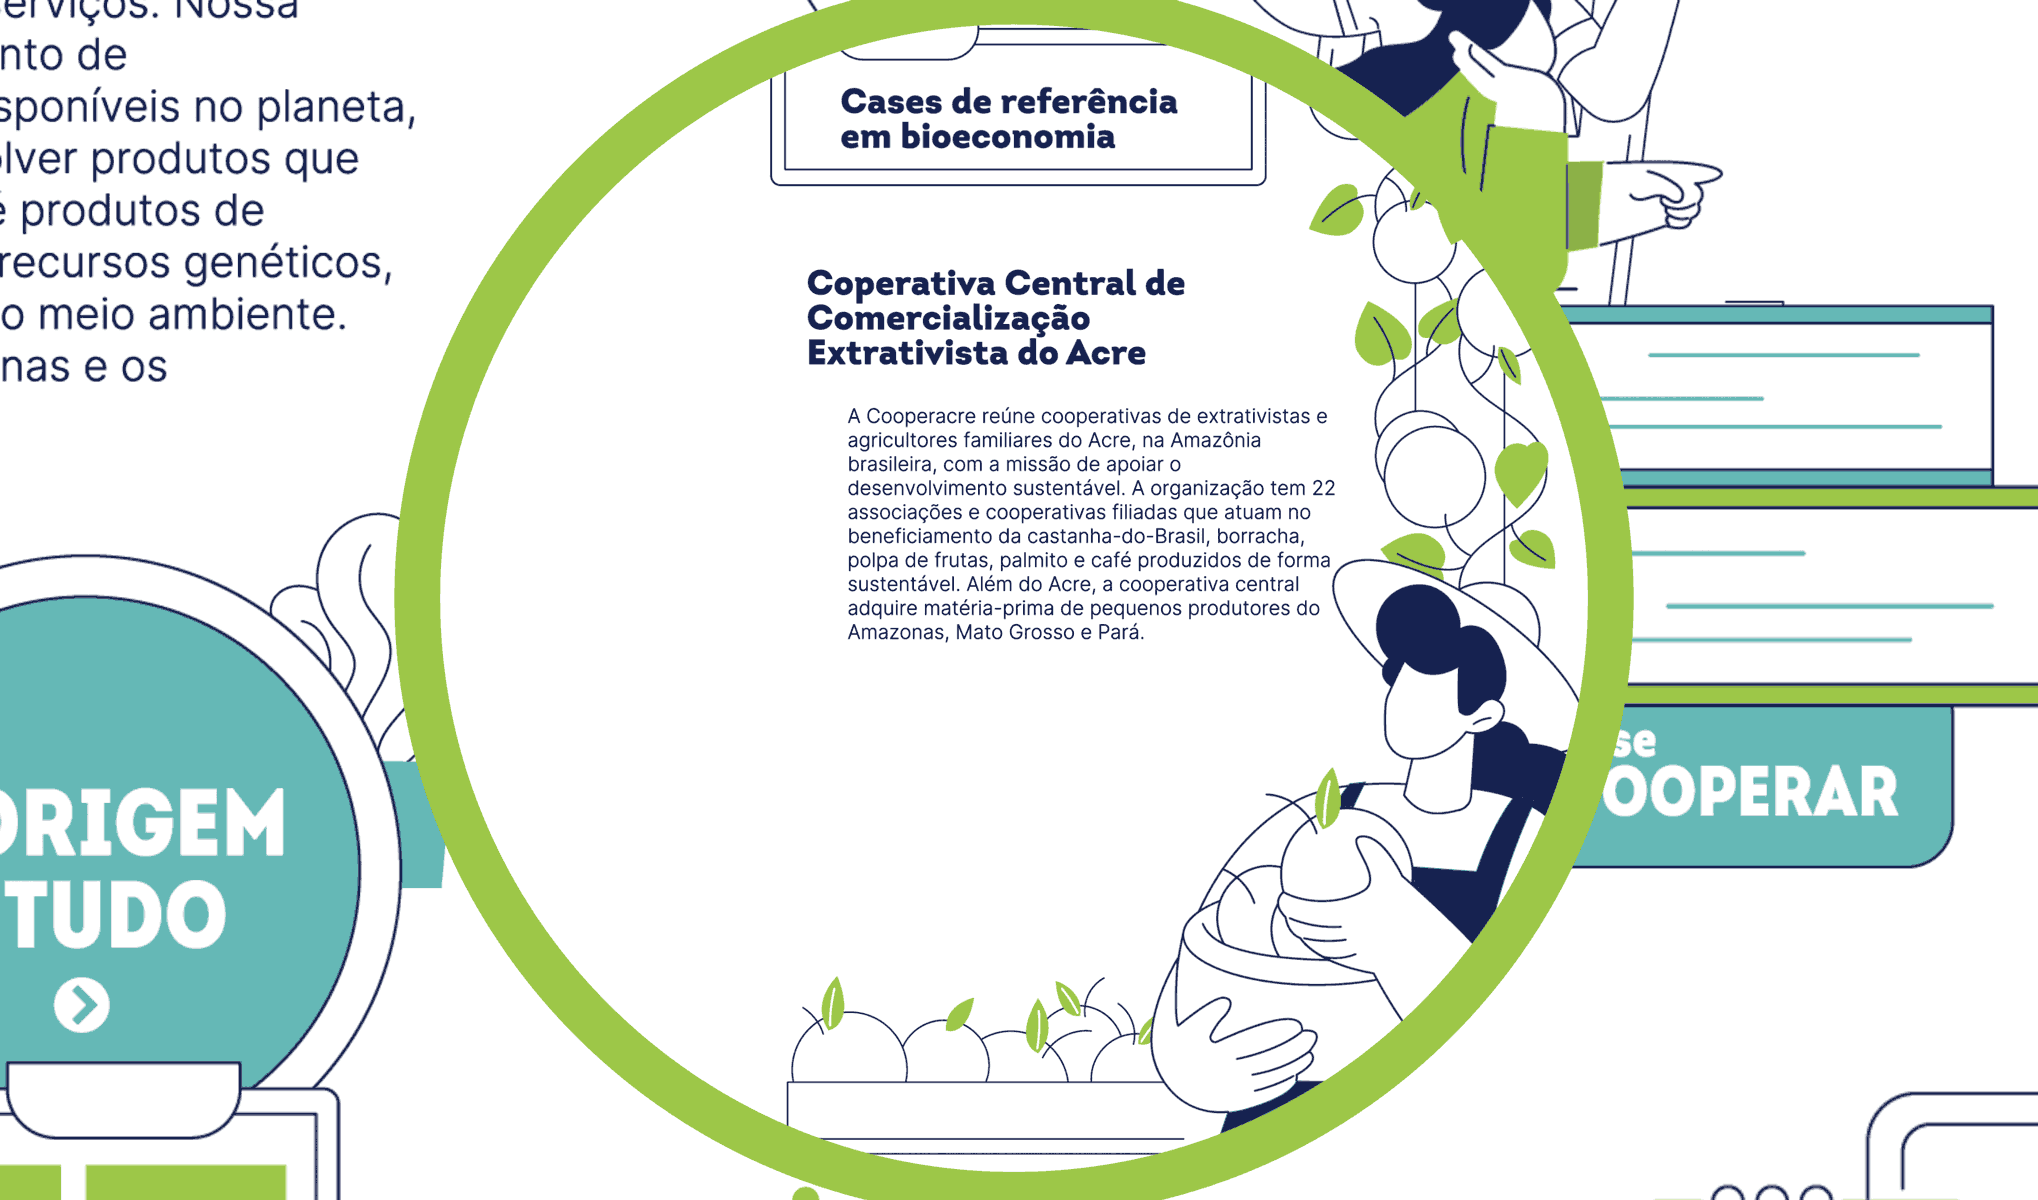 serviços. Nossa
nto de
sponíveis no planeta,
lver produtos que
é produtos de
recursos genéticos,
o meio ambiente.
nas e os
Cases de referência
em bioeconomia
Coperativa Central de
Comercialização
Extrativista do Acre
A Cooperacre reúne cooperativas de extrativistas e
agricultores familiares do Acre, na Amazônia
brasileira, com a missão de apoiar o
desenvolvimento sustentável. A organização tem 22
associações e cooperativas filiadas que atuam no
beneficiamento da castanha-do-Brasil, borracha,
polpa de frutas, palmito e café produzidos de forma
sustentável. Além do Acre, a cooperativa central
adquire matéria-prima de pequenos produtores do
Amazonas, Mato Grosso e Pará.
ORIGEM
TUDO
se
OOPERAR